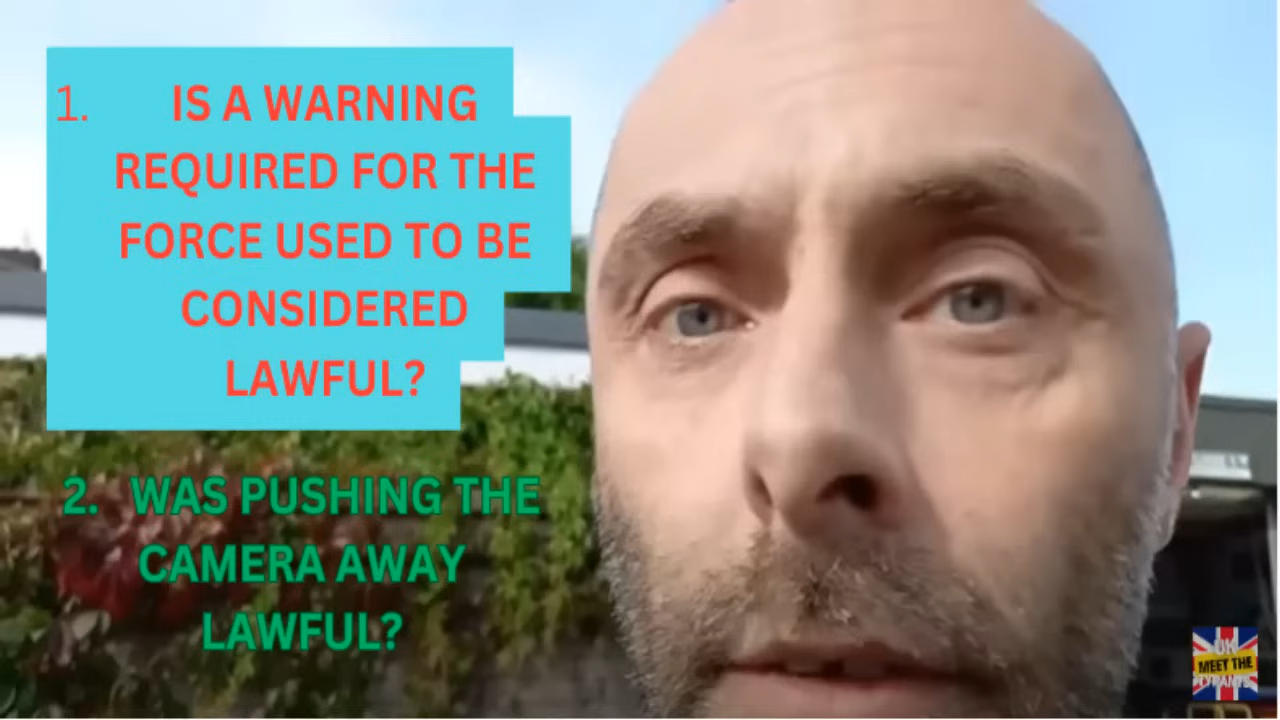 1. IS A WARNING
REQUIRED FOR THE
FORCE USED TO BE
CONSIDERED
LAWFUL?
2. WAS PUSHING THE
CAMERA AWAY
LAWFUL?
UK
MEET THE
TYRANTS